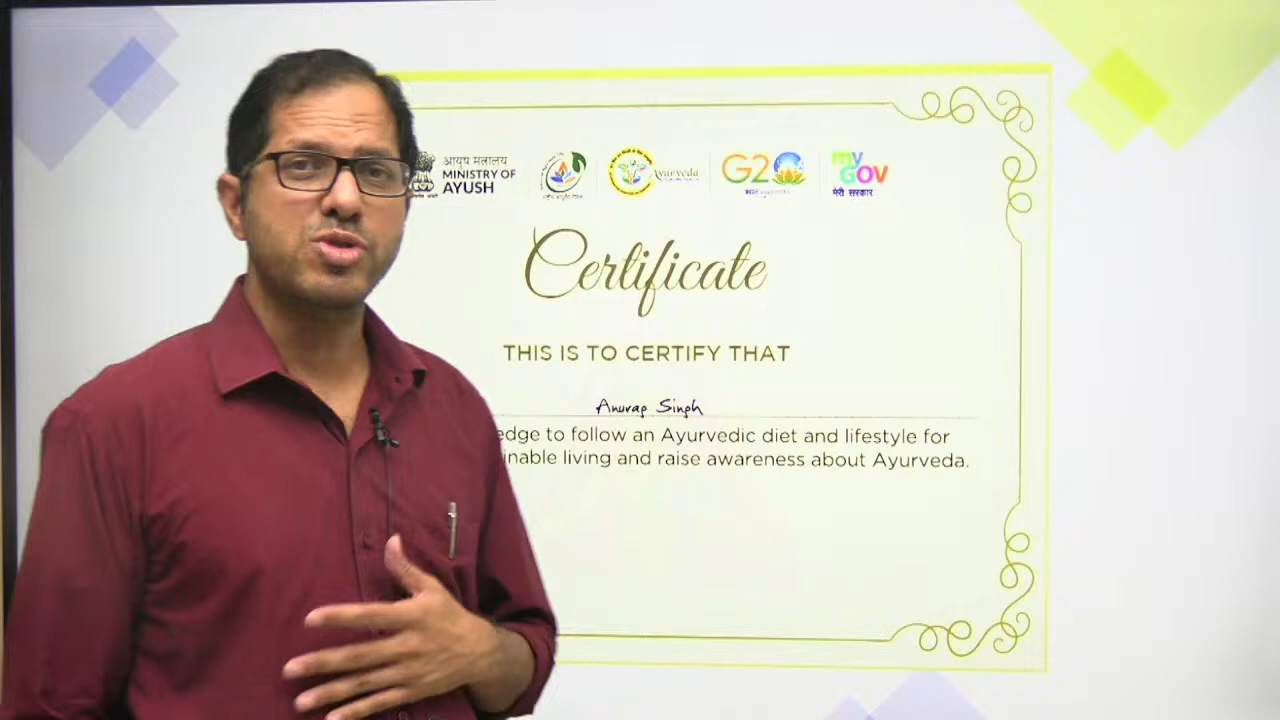 आयुष मंत्रालय
MINISTRY OF
AYUSH
Ayurveda
G20
my
GOV
मेरी सरकार
Certificate
THIS IS TO CERTIFY THAT
Anurag Singh
edge to follow an Ayurvedic diet and lifestyle for
inable living and raise awareness about Ayurveda.